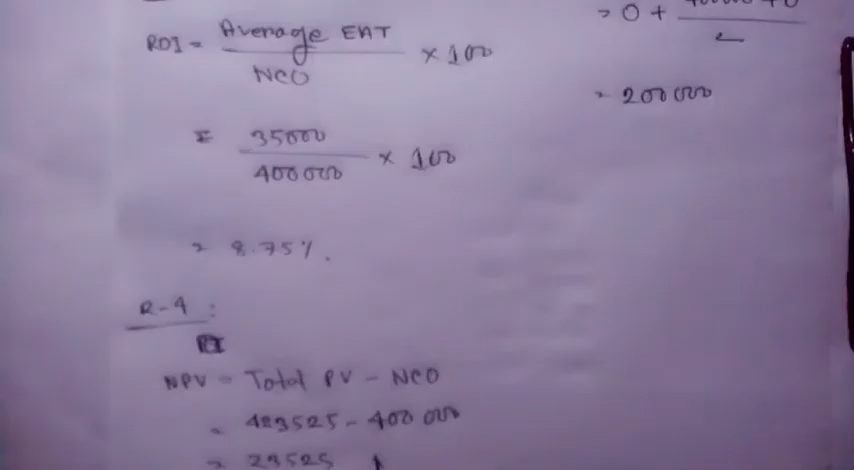 ROI = Average EAT / NCO × 100
= 35000 / 400000 × 100
= 8.75%.
R-4:
NPV = Total PV - NCO
= 423525 - 400000
= 23525
= 0 +
2
= 200000